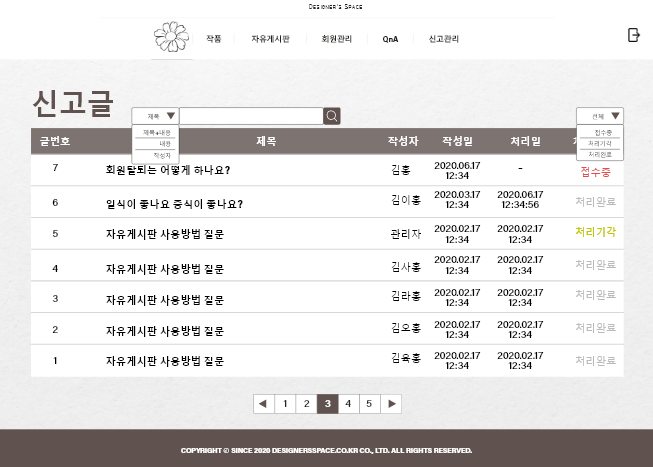 DESIGNER'S SPACE
작품 자유게시판 회원관리 QnA 신고관리
신고글
제목 ▼
전체 ▼
제목+내용
내용
작성자
접수중
처리기각
처리완료
글번호 제목 작성자 작성일 처리일
7 회원탈퇴는 어떻게 하나요? 김홍 2020.06.17 12:34 - 접수중
6 일식이 좋나요 중식이 좋나요? 김이홍 2020.03.17 12:34 2020.06.17 12:34:56 처리완료
5 자유게시판 사용방법 질문 관리자 2020.02.17 12:34 2020.02.17 12:34 처리기각
4 자유게시판 사용방법 질문 김사홍 2020.02.17 12:34 2020.02.17 12:34 처리완료
3 자유게시판 사용방법 질문 김라홍 2020.02.17 12:34 2020.02.17 12:34 처리완료
2 자유게시판 사용방법 질문 김오홍 2020.02.17 12:34 2020.02.17 12:34 처리완료
1 자유게시판 사용방법 질문 김육홍 2020.02.17 12:34 2020.02.17 12:34 처리완료
◀ 1 2 3 4 5 ▶
COPYRIGHT © SINCE 2020 DESIGNERSSPACE.CO.KR CO., LTD. ALL RIGHTS RESERVED.